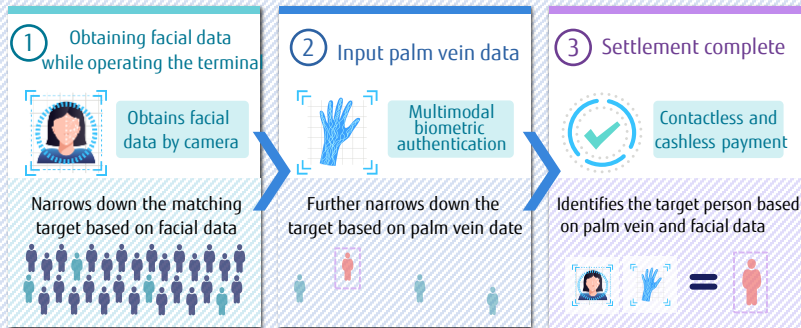 1
Obtaining facial data
while operating the termina
Obtains facial
data by camera
Narrows down the matching
target based on facial data
2
Input palm vein data
Multimodal
biometric
authentication
Further narrows down the
target based on palm vein date
3
Settlement complete
Contactless and
cashless payment
Identifies the target person based
on palm vein and facial data
=